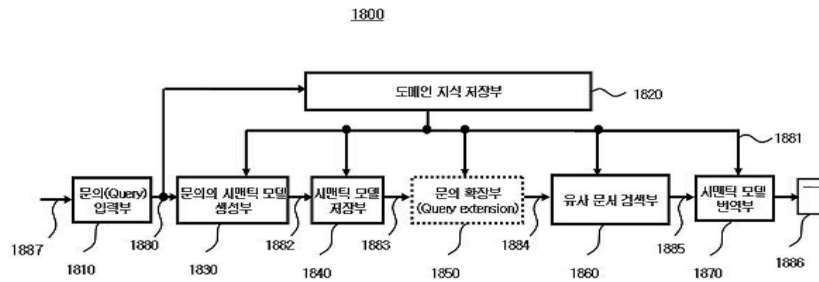 1800
도메인 지식 저장부
1820
1881
문의(Query)
입력부
문의의 시맨틱 모델
생성부
시맨틱 모델
저장부
문의 확장부
(Query extension)
유사 문서 검색부
시멘틱 모델
번역부
1887
1880
1882
1883
1884
1885
1886
1810
1830
1840
1850
1860
1870